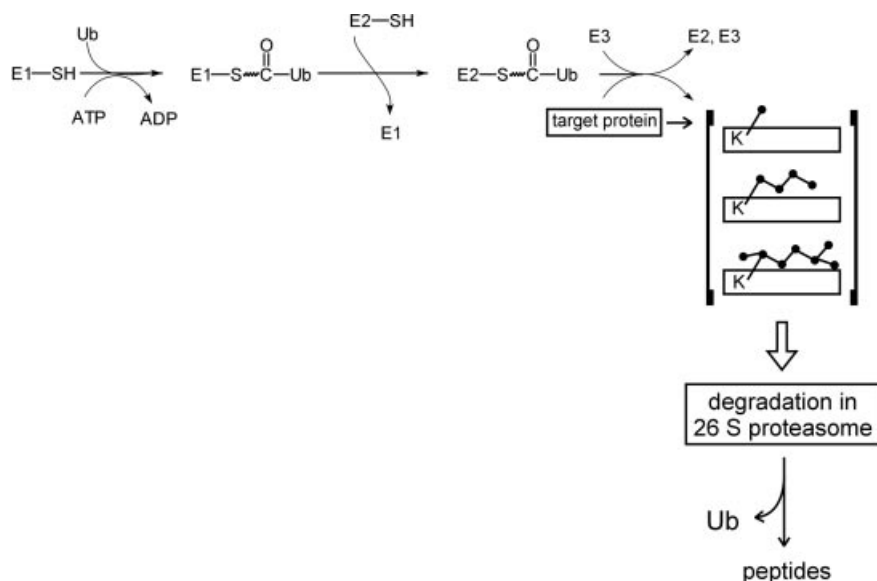 Ub
E1—SH
ATP
ADP
O
E1—S~C—Ub
E2—SH
E1
O
E2—S~C—Ub
E3
E2, E3
target protein
K
K
K
degradation in
26 S proteasome
Ub
peptides